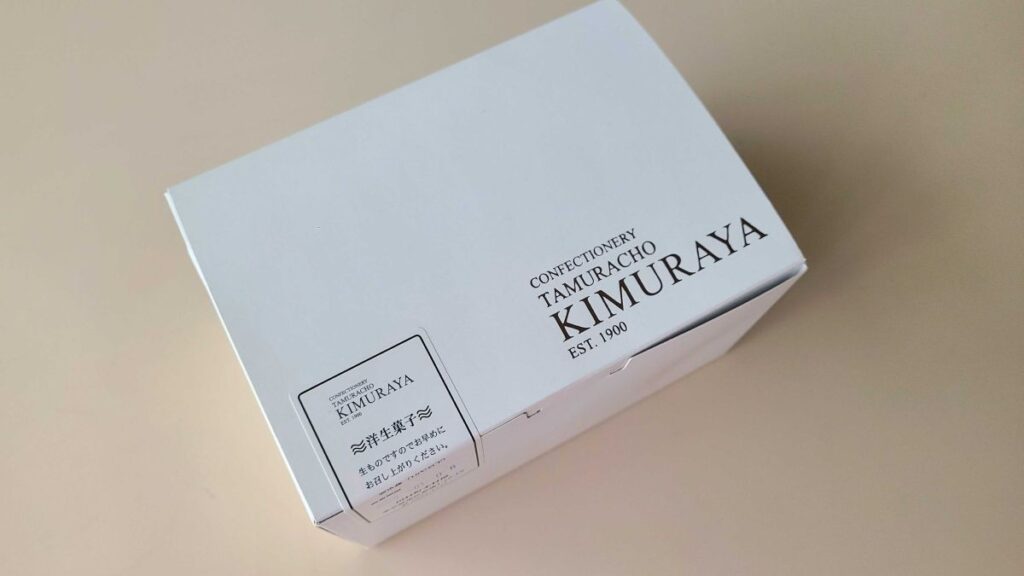 CONFECTIONERY
TAMURACHO
KIMURAYA
EST. 1900
CONFECTIONERY
TAMURACHO
KIMURAYA
EST. 1900
≈洋生菓子≈
生ものですのでお早めに
お召し上がりください。